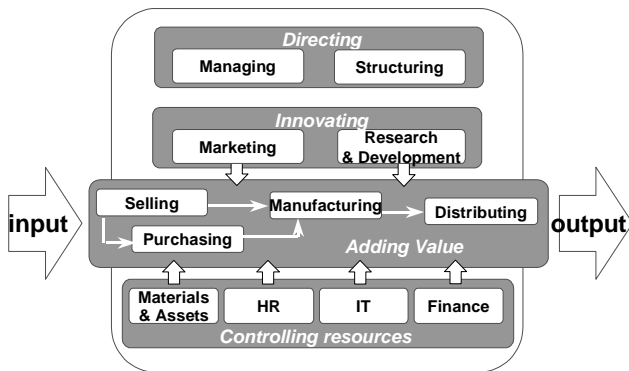 Directing
Managing
Structuring
Innovating
Marketing
Research
& Development
input
Selling
Manufacturing
Distributing
output
Purchasing
Adding Value
Materials
& Assets
HR
IT
Finance
Controlling resources